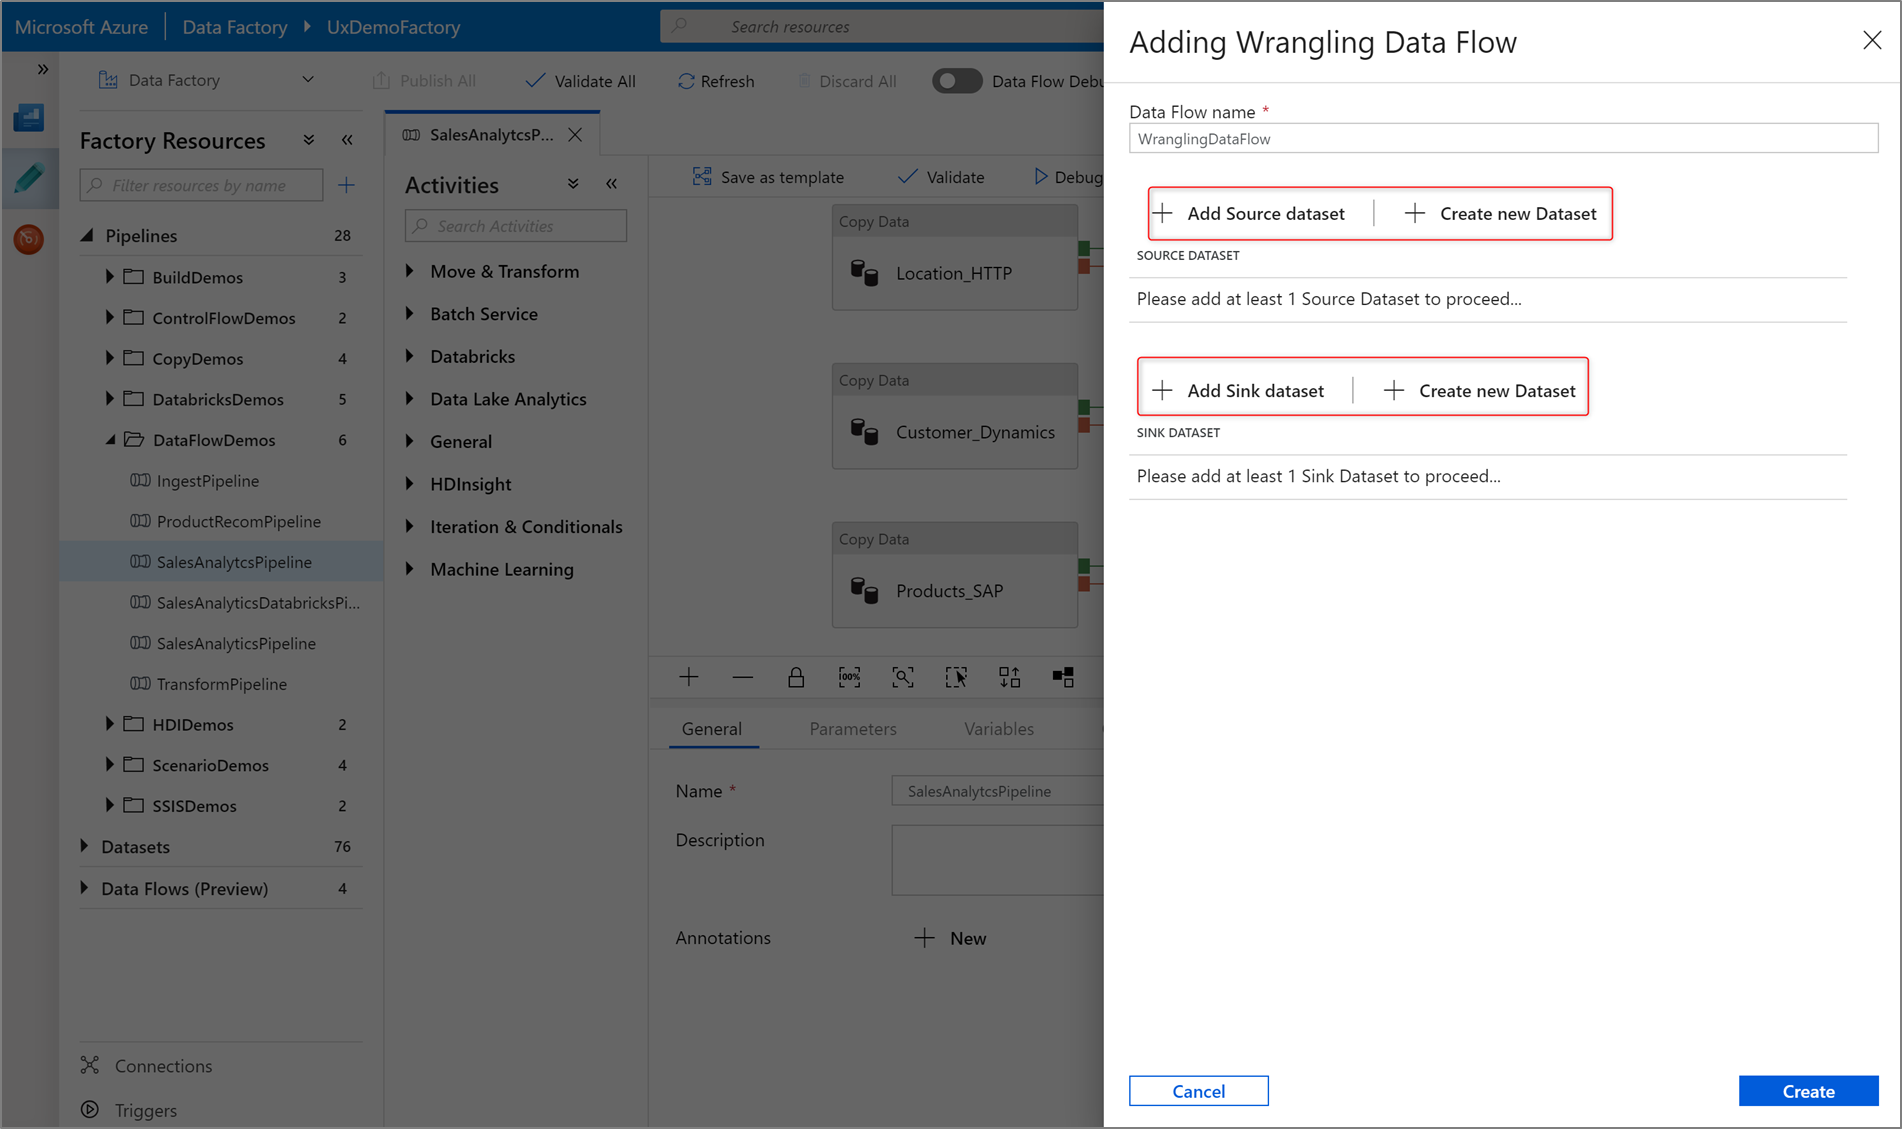 Microsoft Azure Data Factory UxDemoFactory
Search resources
Data Factory
Publish All
Validate All
Refresh
Discard All
Data Flow Debu
Factory Resources
Filter resources by name
Pipelines 28
BuildDemos 3
ControlFlowDemos 2
CopyDemos 4
DatabricksDemos 5
DataFlowDemos 6
IngestPipeline
ProductRecomPipeline
SalesAnalytcsPipeline
SalesAnalyticsDatabricksPi...
SalesAnalyticsPipeline
TransformPipeline
HDIDemos 2
ScenarioDemos 4
SSISDemos 2
Datasets 76
Data Flows (Preview) 4
Connections
Triggers
SalesAnalytcsP...
Activities
Search Activities
Move & Transform
Batch Service
Databricks
Data Lake Analytics
General
HDInsight
Iteration & Conditionals
Machine Learning
Save as template
Validate
Debug
Copy Data
Location_HTTP
Copy Data
Customer_Dynamics
Copy Data
Products_SAP
100%
General Parameters Variables
Name * SalesAnalytcsPipeline
Description
Annotations New
Adding Wrangling Data Flow
Data Flow name *
WranglingDataFlow
Add Source dataset Create new Dataset
SOURCE DATASET
Please add at least 1 Source Dataset to proceed...
Add Sink dataset Create new Dataset
SINK DATASET
Please add at least 1 Sink Dataset to proceed...
Cancel Create